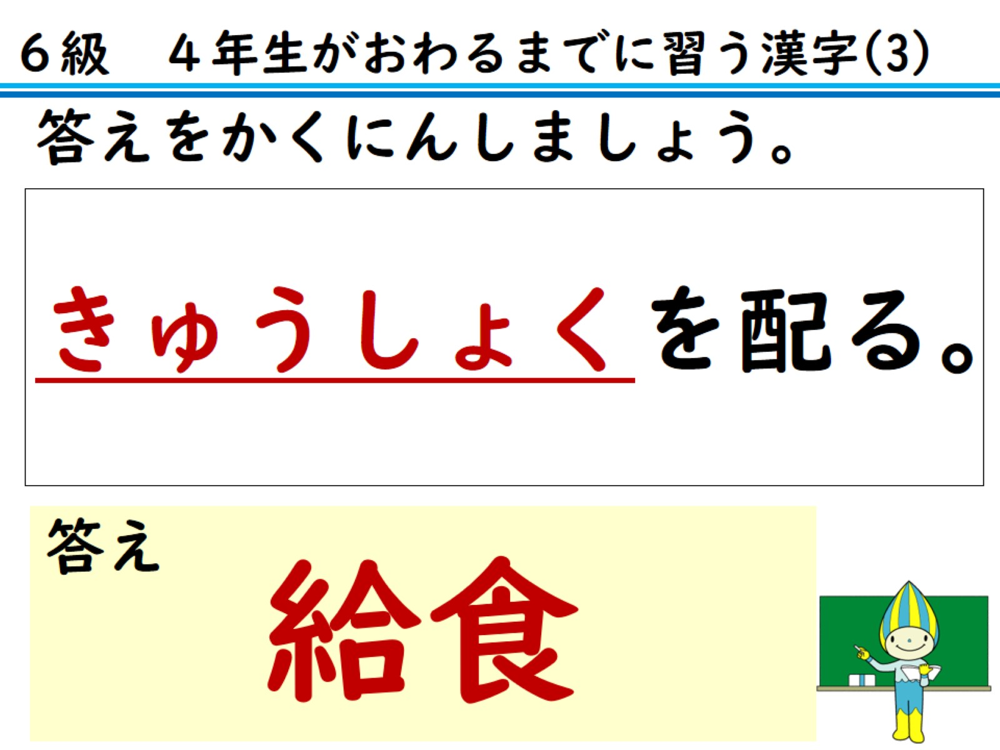 ６級　４年生がおわるまでに習う漢字(3)
答えをかくにんしましょう。
きゅうしょくを配る。
答え
給食